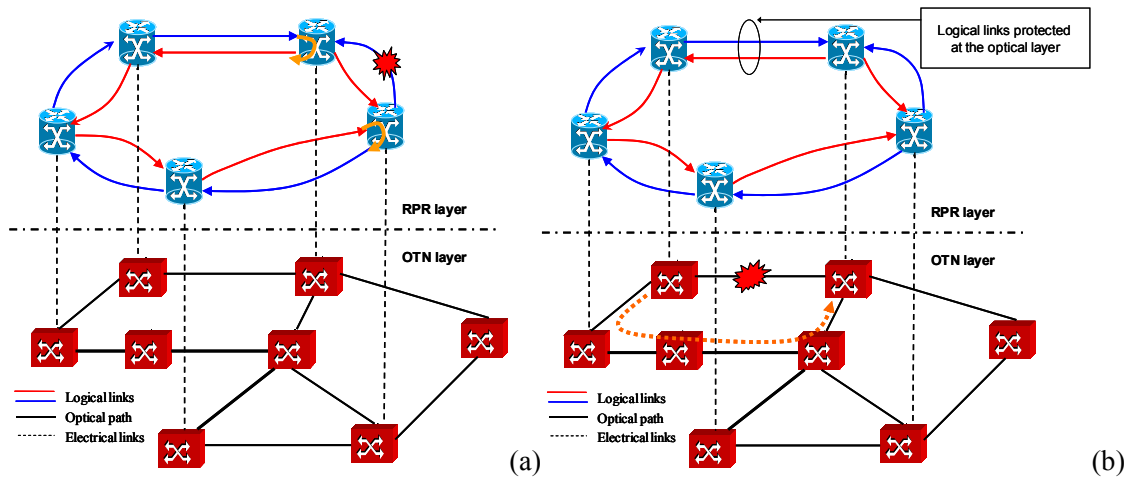 RPR layer
OTN layer
Logical links
Optical path
Electrical links
(a)
Logical links protected
at the optical layer
RPR layer
OTN layer
Logical links
Optical path
Electrical links
(b)